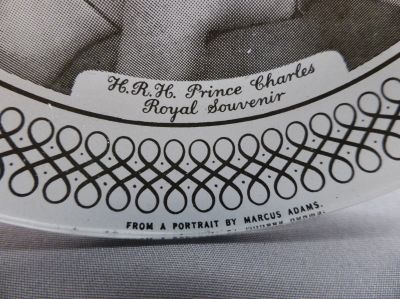 H.R.H. Prince Charles
Royal Souvenir
FROM A PORTRAIT BY MARCUS ADAMS.